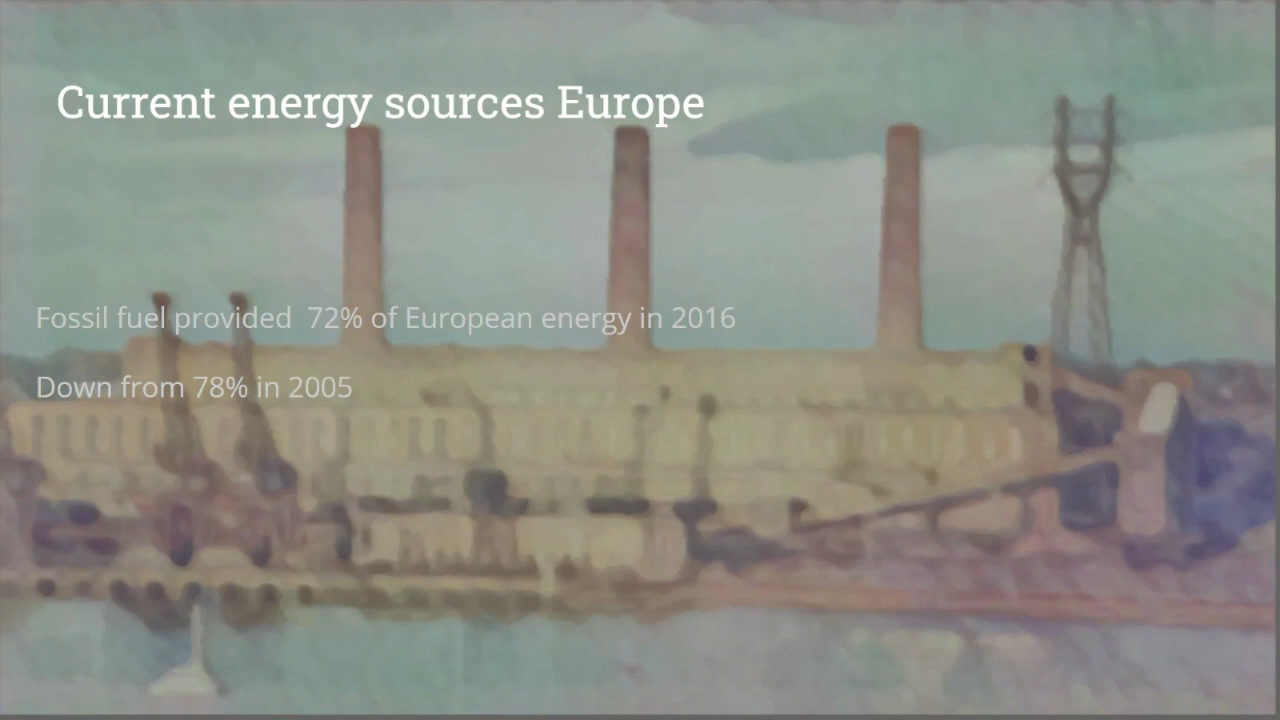 Current energy sources Europe
Fossil fuel provided  72% of European energy in 2016
Down from 78% in 2005